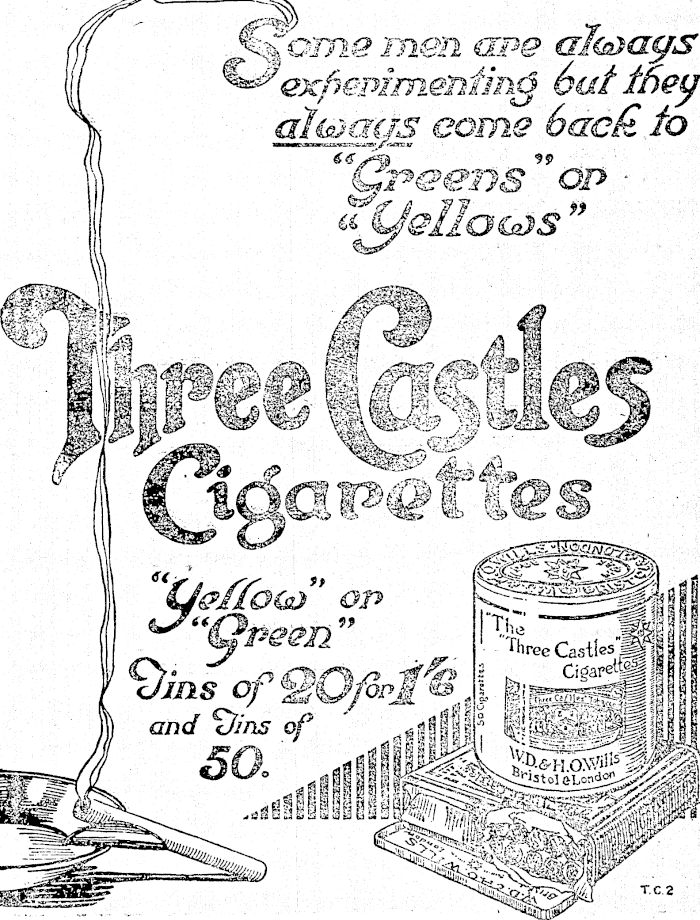 Some men are always
experimenting but they
always come back to
"Greens" or
"Yellows"
Three Castles
Cigarettes
"Yellow" or
"Green"
Tins of 20 for 1/6
and Tins of
50.
"The
"Three Castles"
Cigarettes
50 Cigarettes
W.D.& H.O.Wills
Bristol & London
T.C.2